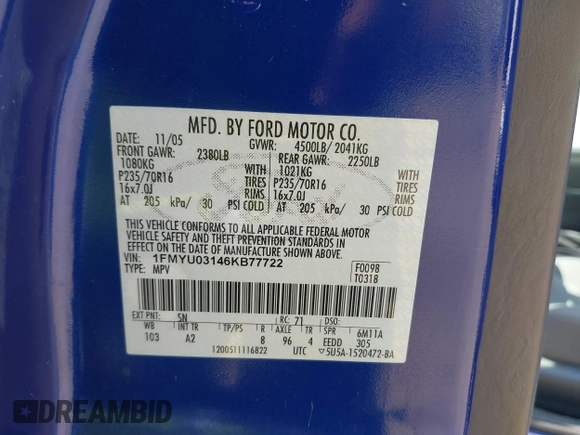 MFD. BY FORD MOTOR CO.
DATE: 11/05 GVWR: 4500LB/ 2041KG
FRONT GAWR: 2380LB REAR GAWR: 2250LB
1080KG WITH 1021KG WITH
P235/70R16 TIRES P235/70R16 TIRES
16x7.0J RIMS 16x7.0J RIMS
AT 205 kPa/ 30 PSI COLD AT 205 kPa/ 30 PSI COLD
THIS VEHICLE CONFORMS TO ALL APPLICABLE FEDERAL MOTOR
VEHICLE SAFETY AND THEFT PREVENTION STANDARDS IN
EFFECT ON THE DATE OF MANUFACTURE SHOWN ABOVE.
VIN: 1FMYU03146KB77722 F0098
TYPE: MPV T0318
EXT PNT: SN RC: 71 DSO:
WB INT TR TP/PS R AXLE TR SPR 6M11A
103 A2 8 96 4 EEDD 305
1200511116822 UTC 5U5A-1520472-BA
DREAMBID